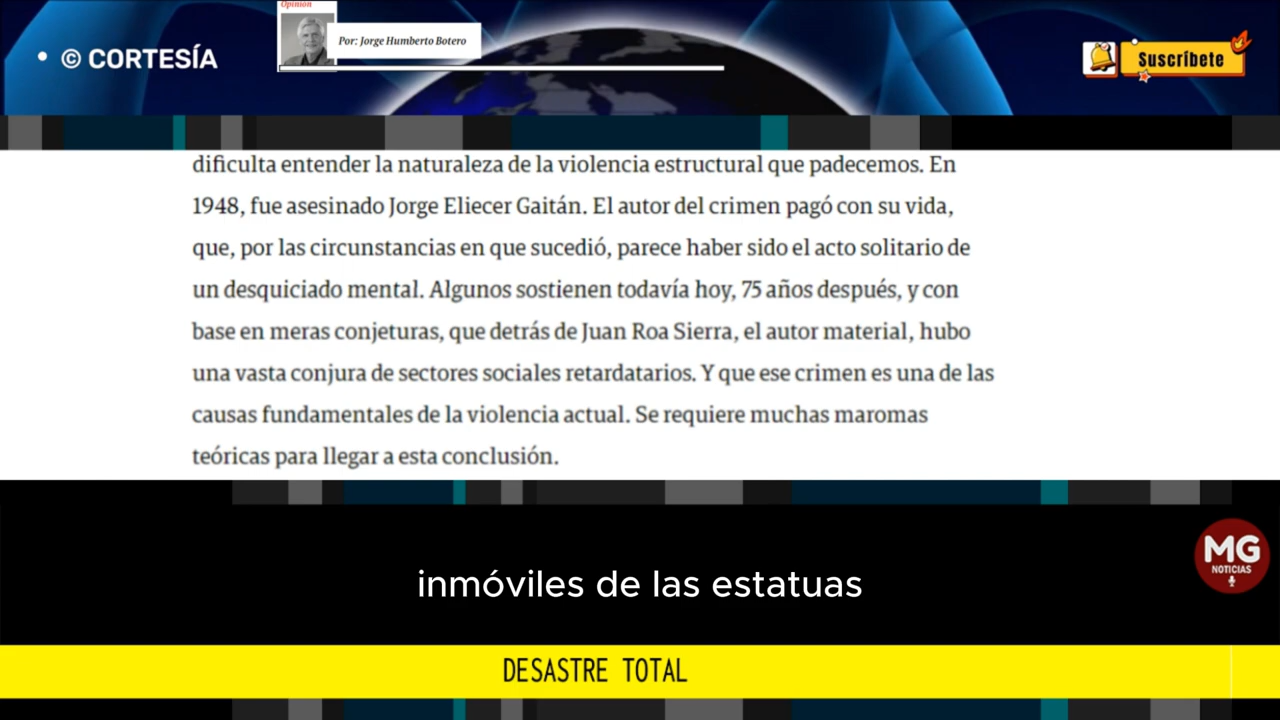 Opinión
Por: Jorge Humberto Botero
• © CORTESÍA
Suscríbete
dificulta entender la naturaleza de la violencia estructural que padecemos. En
1948, fue asesinado Jorge Eliecer Gaitán. El autor del crimen pagó con su vida,
que, por las circunstancias en que sucedió, parece haber sido el acto solitario de
un desquiciado mental. Algunos sostienen todavía hoy, 75 años después, y con
base en meras conjeturas, que detrás de Juan Roa Sierra, el autor material, hubo
una vasta conjura de sectores sociales retardatarios. Y que ese crimen es una de las
causas fundamentales de la violencia actual. Se requiere muchas maromas
teóricas para llegar a esta conclusión.
MG
NOTICIAS
inmóviles de las estatuas
DESASTRE TOTAL